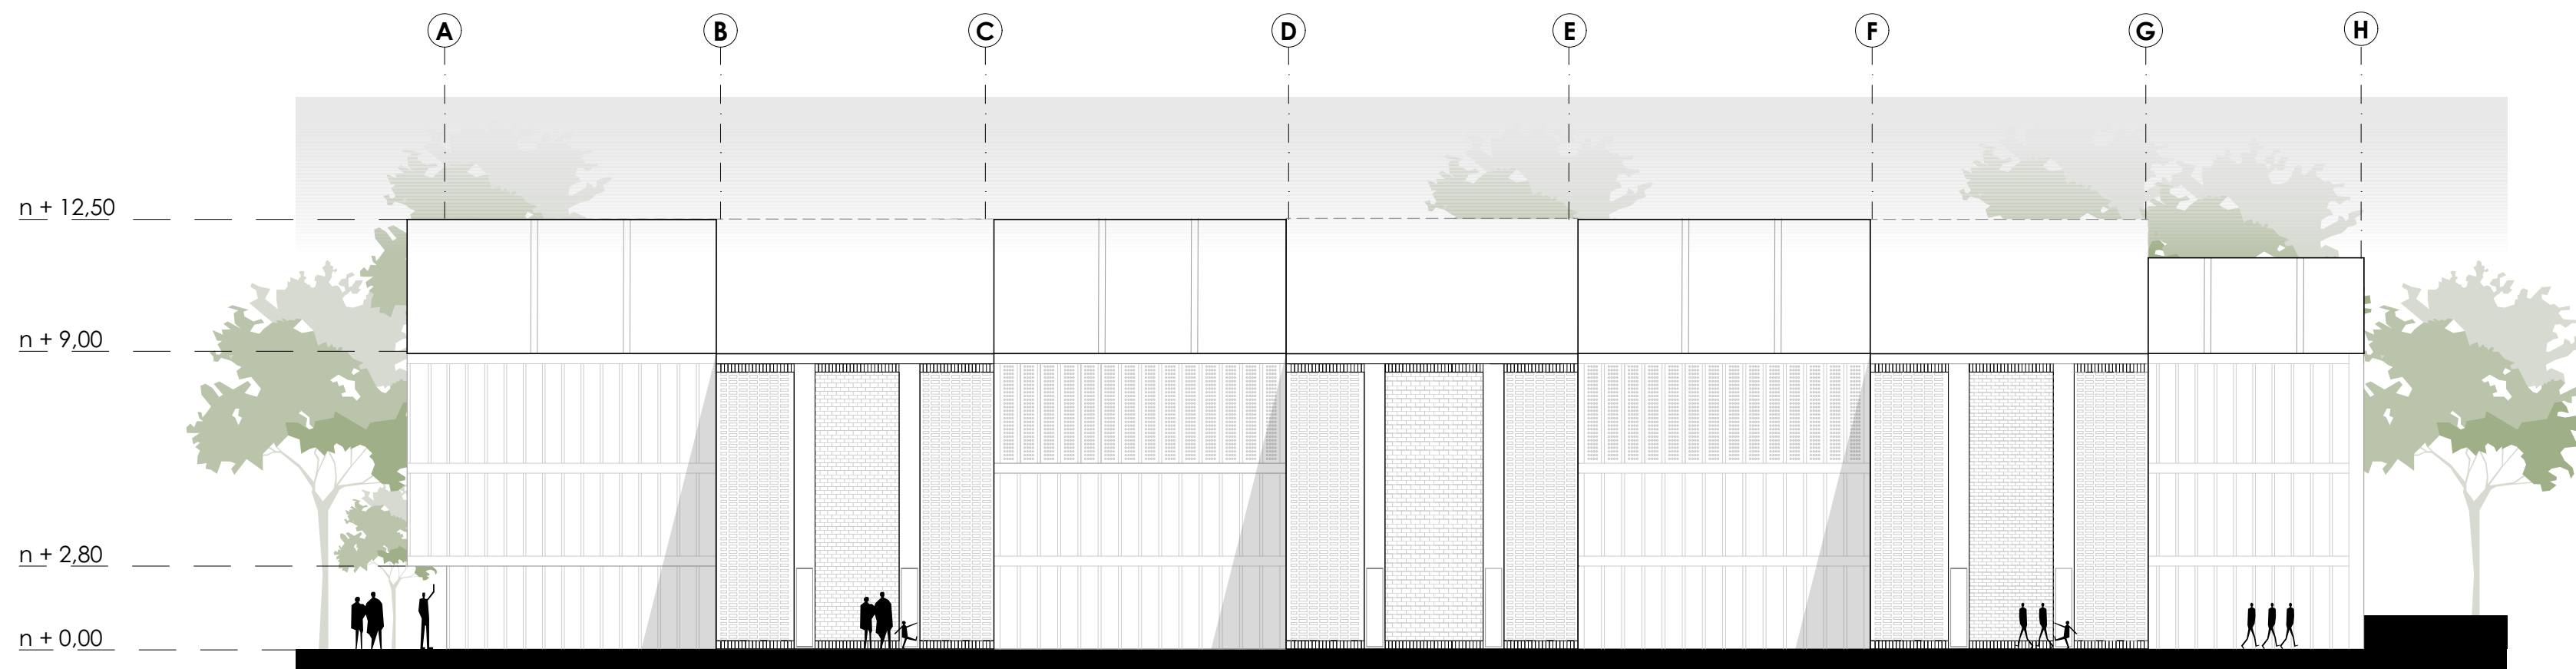 A B C D E F G H
n + 12,50
n + 9,00
n + 2,80
n + 0,00